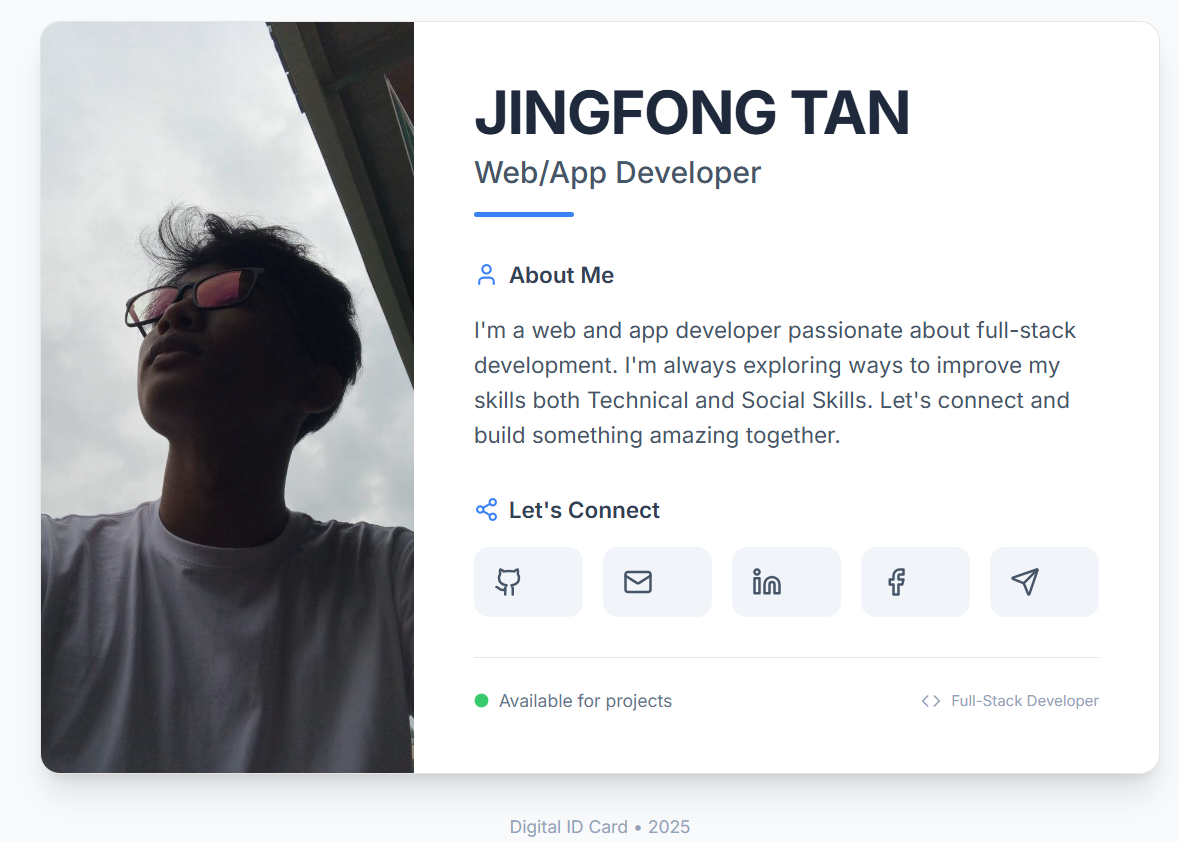 JINGFONG TAN
Web/App Developer
About Me
I'm a web and app developer passionate about full-stack
development. I'm always exploring ways to improve my
skills both Technical and Social Skills. Let's connect and
build something amazing together.
Let's Connect
Available for projects
Full-Stack Developer
Digital ID Card • 2025